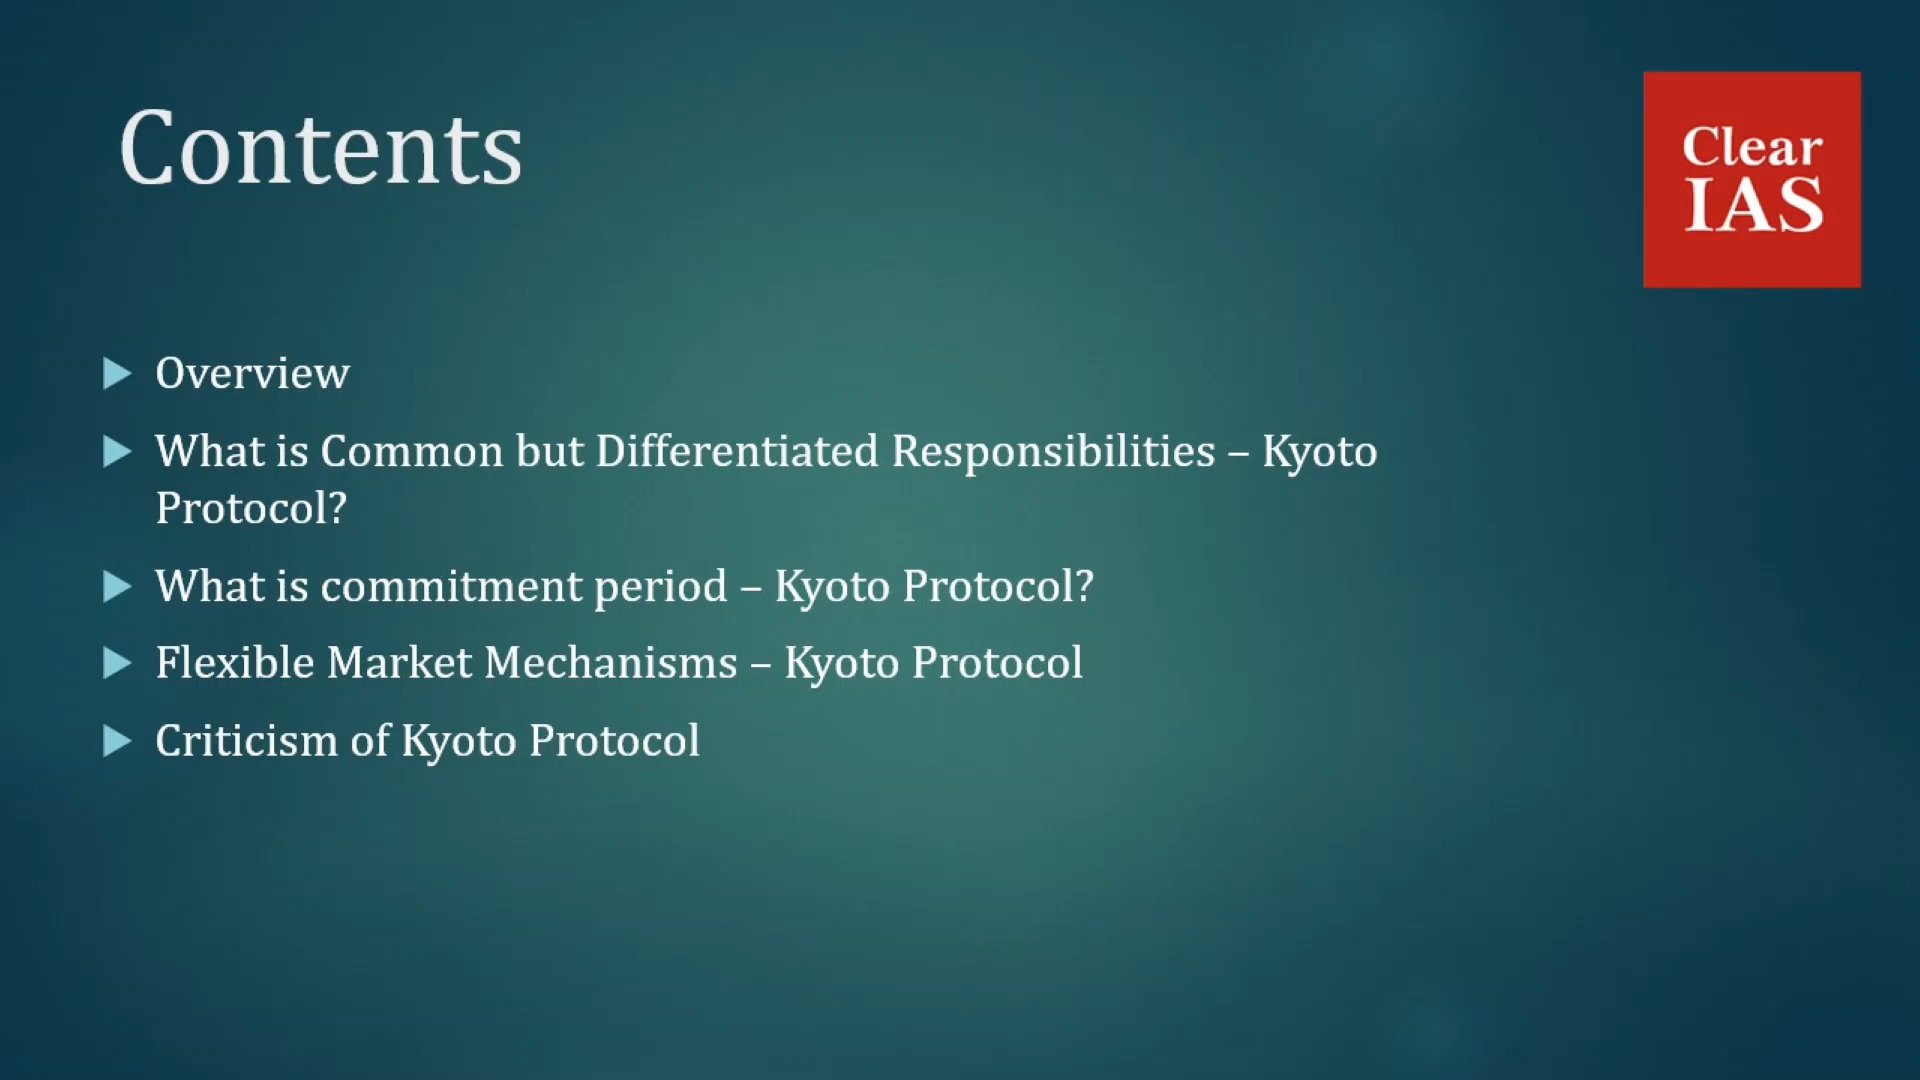 Contents
Clear
IAS
Overview
What is Common but Differentiated Responsibilities – Kyoto
Protocol?
What is commitment period – Kyoto Protocol?
Flexible Market Mechanisms – Kyoto Protocol
Criticism of Kyoto Protocol